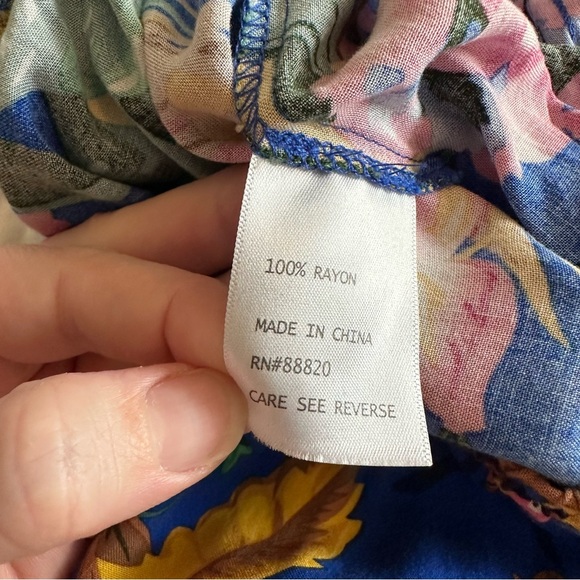 100% RAYON
MADE IN CHINA
RN#88820
CARE SEE REVERSE